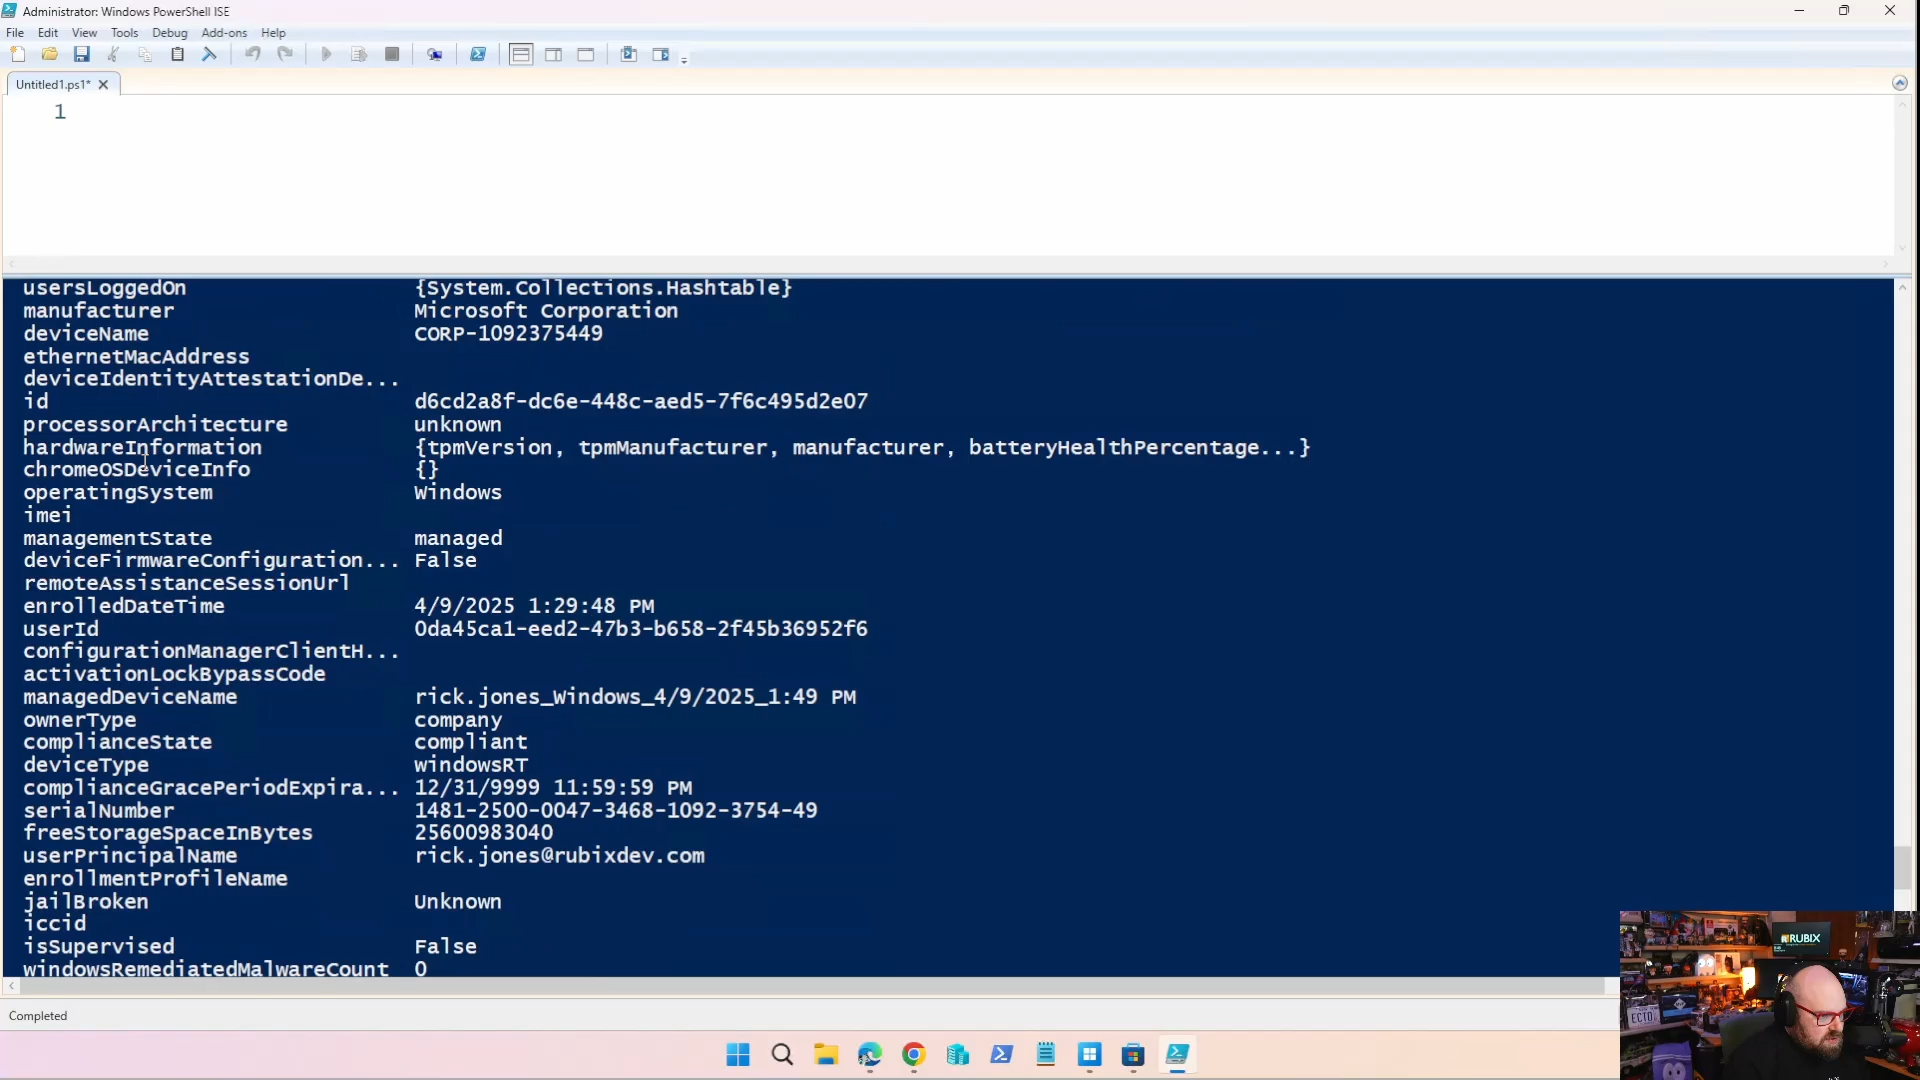 Administrator: Windows PowerShell ISE
File Edit View Tools Debug Add-ons Help
Untitled1.ps1*
1
usersLoggedOn {System.Collections.Hashtable}
manufacturer Microsoft Corporation
deviceName CORP-1092375449
ethernetMacAddress
deviceIdentityAttestationDe...
id d6cd2a8f-dc6e-448c-aed5-7f6c495d2e07
processorArchitecture unknown
hardwareInformation {tpmVersion, tpmManufacturer, manufacturer, batteryHealthPercentage...}
chromeOSDeviceInfo {}
operatingSystem Windows
imei
managementState managed
deviceFirmwareConfiguration... False
remoteAssistanceSessionUrl
enrolledDateTime 4/9/2025 1:29:48 PM
userId 0da45ca1-eed2-47b3-b658-2f45b36952f6
configurationManagerClientH...
activationLockBypassCode
managedDeviceName rick.jones_Windows_4/9/2025_1:49 PM
ownerType company
complianceState compliant
deviceType windowsRT
complianceGracePeriodExpira... 12/31/9999 11:59:59 PM
serialNumber 1481-2500-0047-3468-1092-3754-49
freeStorageSpaceInBytes 25600983040
userPrincipalName rick.jones@rubixdev.com
enrollmentProfileName
jailBroken Unknown
iccid
isSupervised False
windowsRemediatedMalwareCount 0
RUBIX
ECTO
Completed